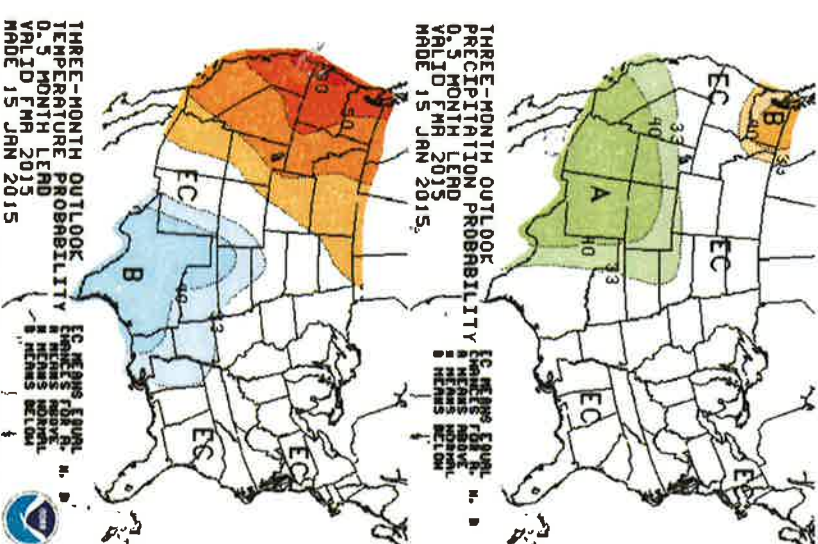 THREE-MONTH OUTLOOK
PRECIPITATION PROBABILITY
0.5 MONTH LEAD
VALID FMA 2015
MADE 15 JAN 2015
EC MEANS EQUAL
CHANCES FOR A, N, B
A MEANS ABOVE
N MEANS NORMAL
B MEANS BELOW
B
40
33
EC
EC
33
40
A
40
33
EC
EC
THREE-MONTH OUTLOOK
TEMPERATURE PROBABILITY
0.5 MONTH LEAD
VALID FMA 2015
MADE 15 JAN 2015
EC MEANS EQUAL
CHANCES FOR A, N, B
A MEANS ABOVE
N MEANS NORMAL
B MEANS BELOW
50
EC
B
40
33
EC
EC